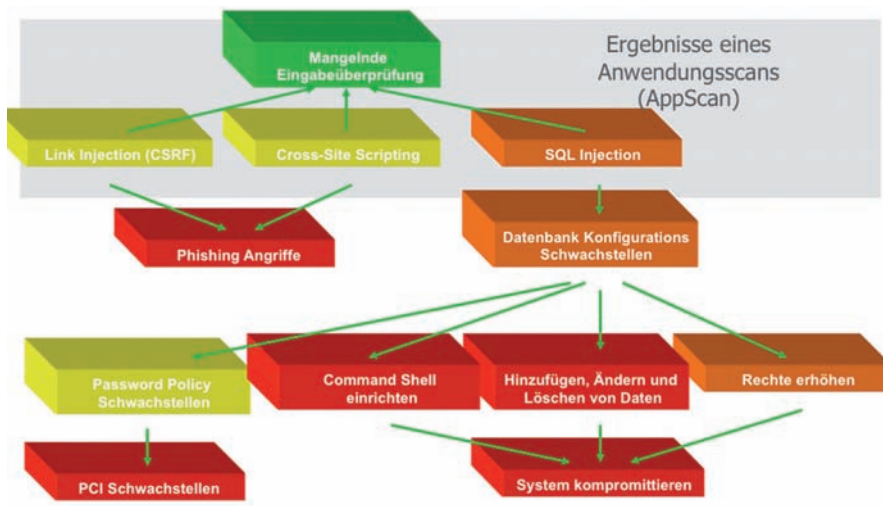 Mangelnde
Eingabeüberprüfung
Ergebnisse eines
Anwendungsscans
(AppScan)
Link Injection (CSRF)
Cross-Site Scripting
SQL Injection
Phishing Angriffe
Datenbank Konfigurations
Schwachstellen
Password Policy
Schwachstellen
Command Shell
einrichten
Hinzufügen, Ändern und
Löschen von Daten
Rechte erhöhen
PCI Schwachstellen
System kompromittieren